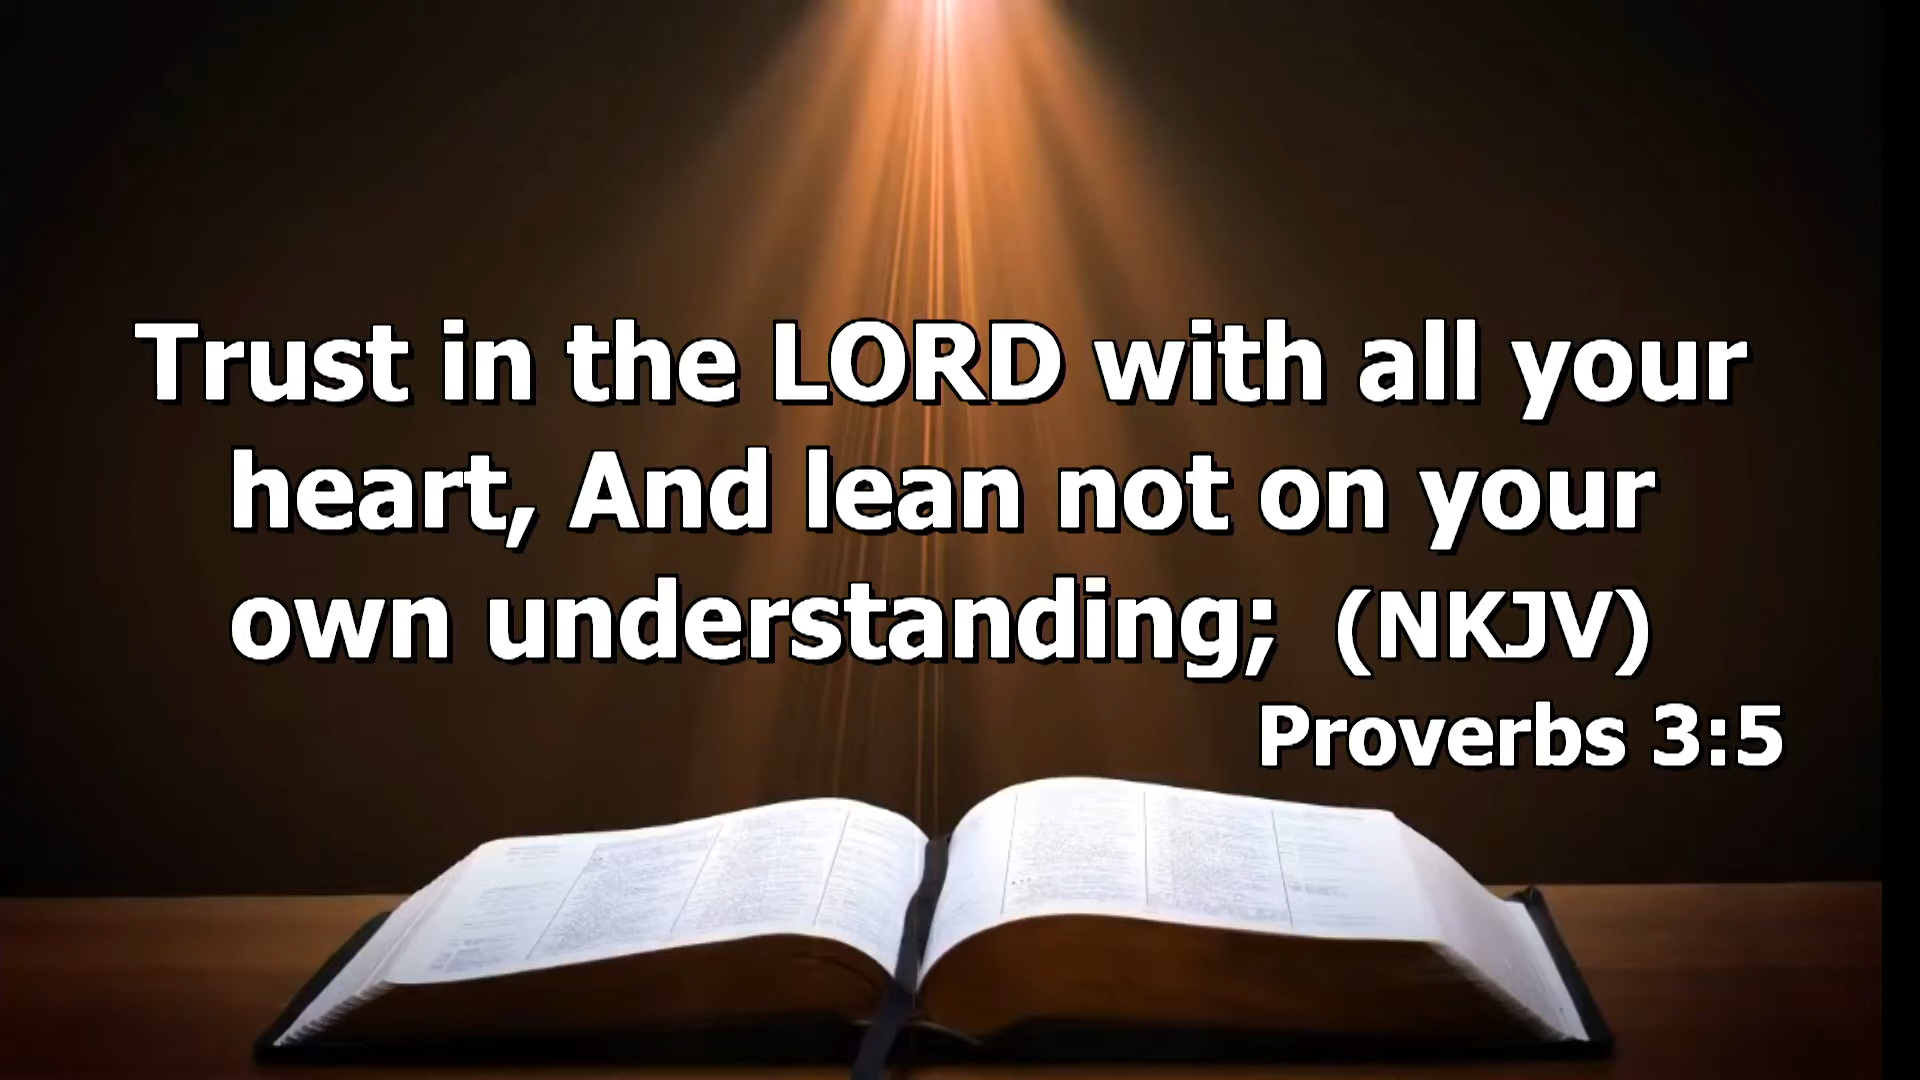 Trust in the LORD with all your
heart, And lean not on your
own understanding; (NKJV)
Proverbs 3:5